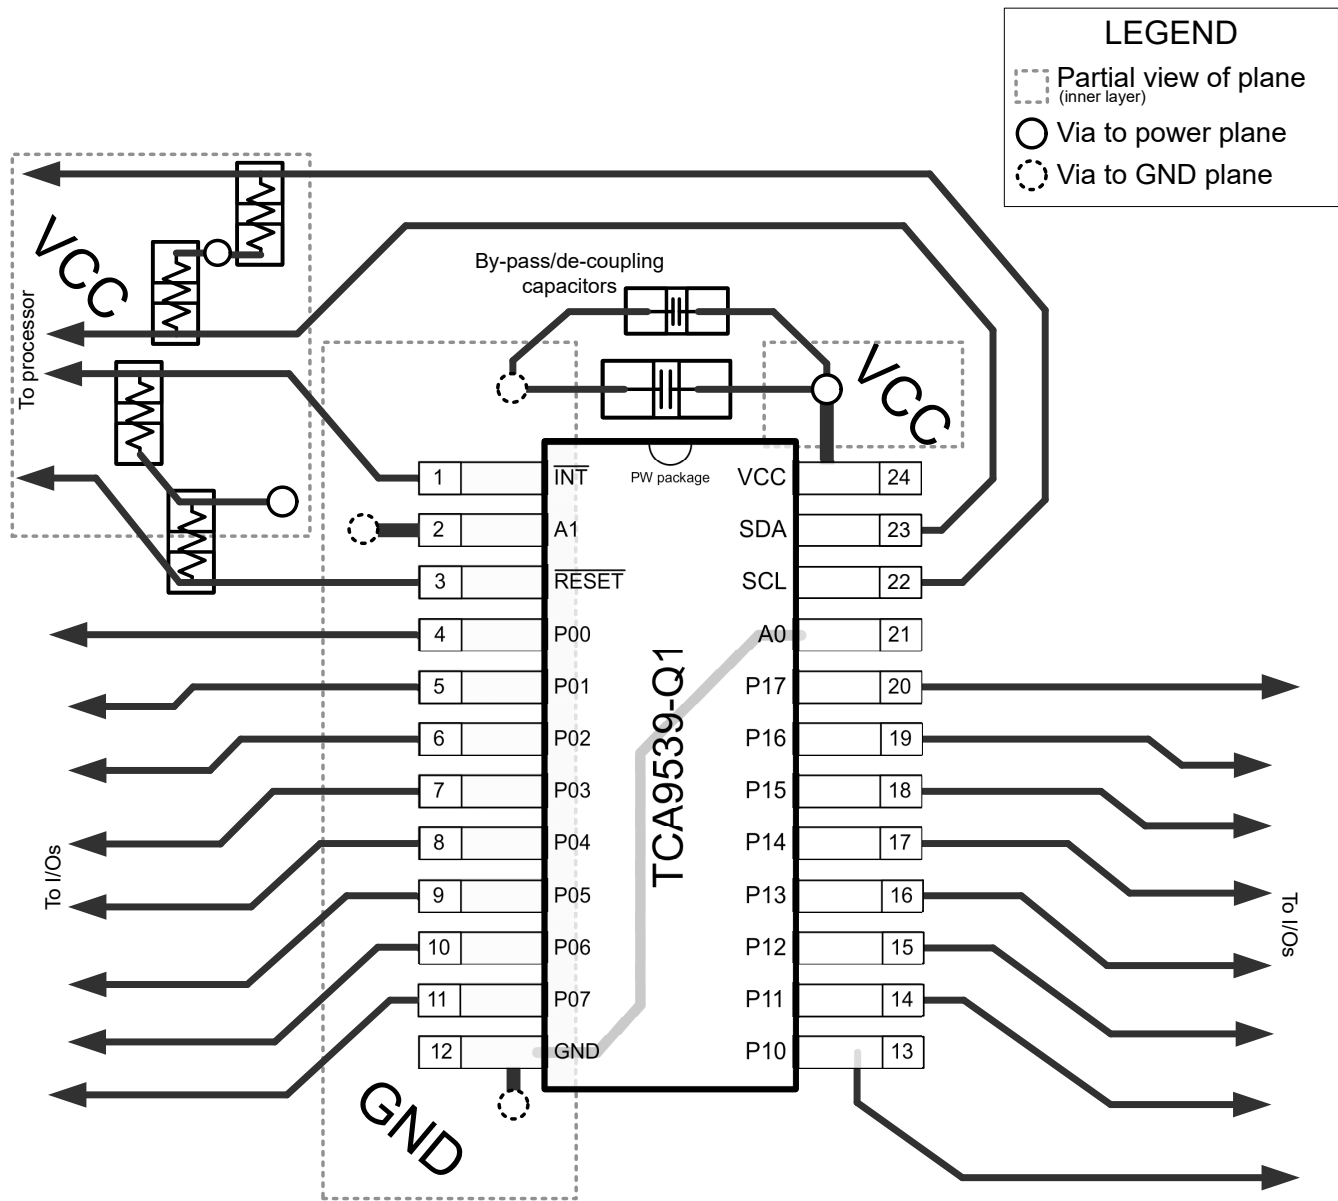 LEGEND
Partial view of plane
(inner layer)
Via to power plane
Via to GND plane
VCC
To processor
By-pass/de-coupling
capacitors
VCC
PW package
1 INT
2 A1
3 RESET
4 P00
5 P01
6 P02
7 P03
8 P04
9 P05
10 P06
11 P07
12 GND
VCC 24
SDA 23
SCL 22
A0 21
P17 20
P16 19
P15 18
P14 17
P13 16
P12 15
P11 14
P10 13
TCA9539-Q1
To I/Os
To I/Os
GND